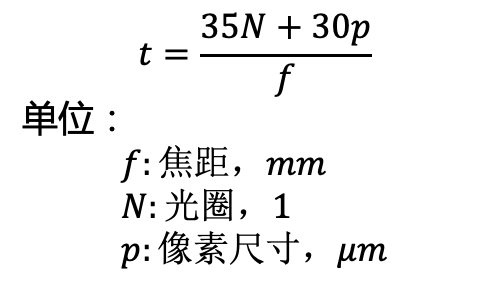 t = (35N + 30p) / f
单位：
f: 焦距，mm
N: 光圈，1
p: 像素尺寸，μm